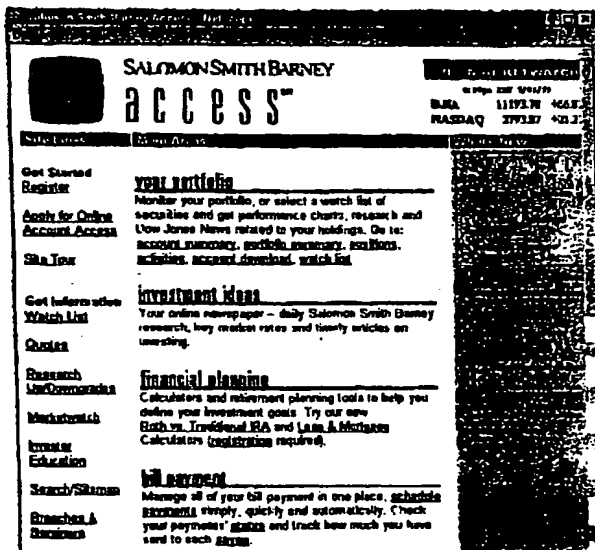 SALOMON SMITH BARNEY
access℠
DJIA 11193.70
NASDAQ
Get Started
Register
Apply for Online
Account Access
Site Tour
Get Information
Watch List
Quotes
Research
Up/Downgrades
Marketwatch
Investor
Education
Search/Sitemap
Branches &
Seminars
your portfolio
Monitor your portfolio, or select a watch list of
securities and get performance charts, research and
Dow Jones News related to your holdings. Go to:
account summary, portfolio summary, positions,
activities, account download, watch list
investment ideas
Your online newspaper – daily Salomon Smith Barney
research, key market rates and timely articles on
investing.
financial planning
Calculators and retirement planning tools to help you
define your investment goals. Try our new
Roth vs. Traditional IRA and Loan & Mortgage
Calculators (registration required).
bill payment
Manage all of your bill payment in one place, schedule
payments simply, quickly and automatically. Check
your payments' status and track how much you have
sent to each payee.